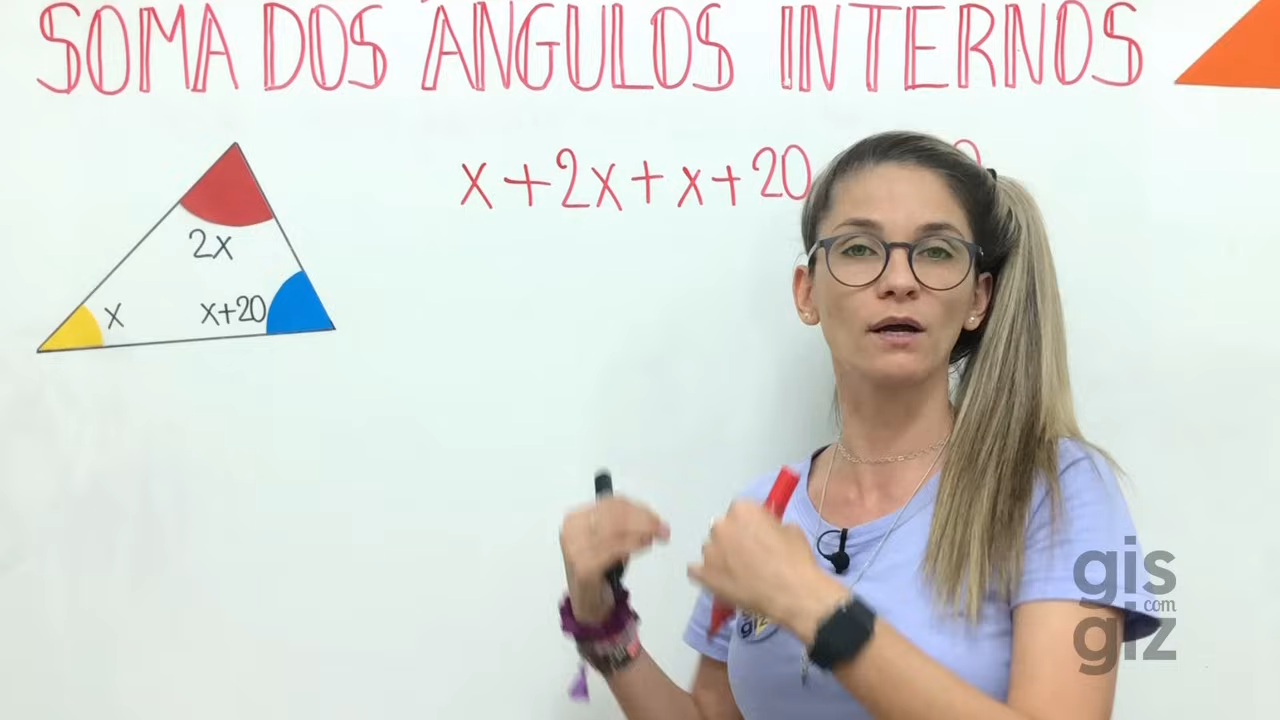 SOMA DOS ÂNGULOS INTERNOS
x+2x+x+20
2x
x
x+20
gis
com
giz